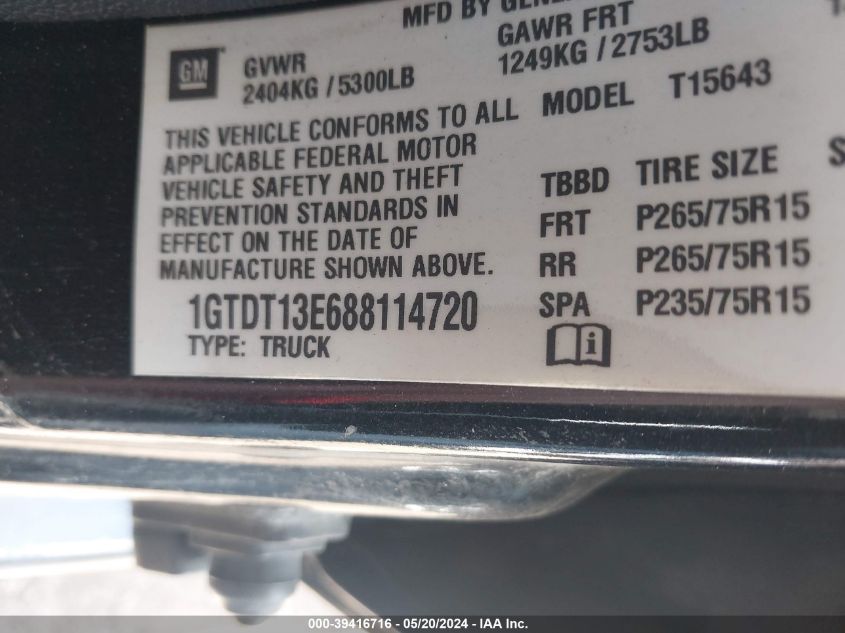 MFD BY
GAWR FRT
GM
GVWR
1249KG / 2753LB
2404KG / 5300LB
MODEL T15643
THIS VEHICLE CONFORMS TO ALL
APPLICABLE FEDERAL MOTOR
VEHICLE SAFETY AND THEFT
PREVENTION STANDARDS IN
EFFECT ON THE DATE OF
MANUFACTURE SHOWN ABOVE.
TBBD TIRE SIZE
FRT P265/75R15
RR P265/75R15
SPA P235/75R15
1GTDT13E688114720
TYPE: TRUCK
i
000-39416716 - 05/20/2024 - IAA Inc.